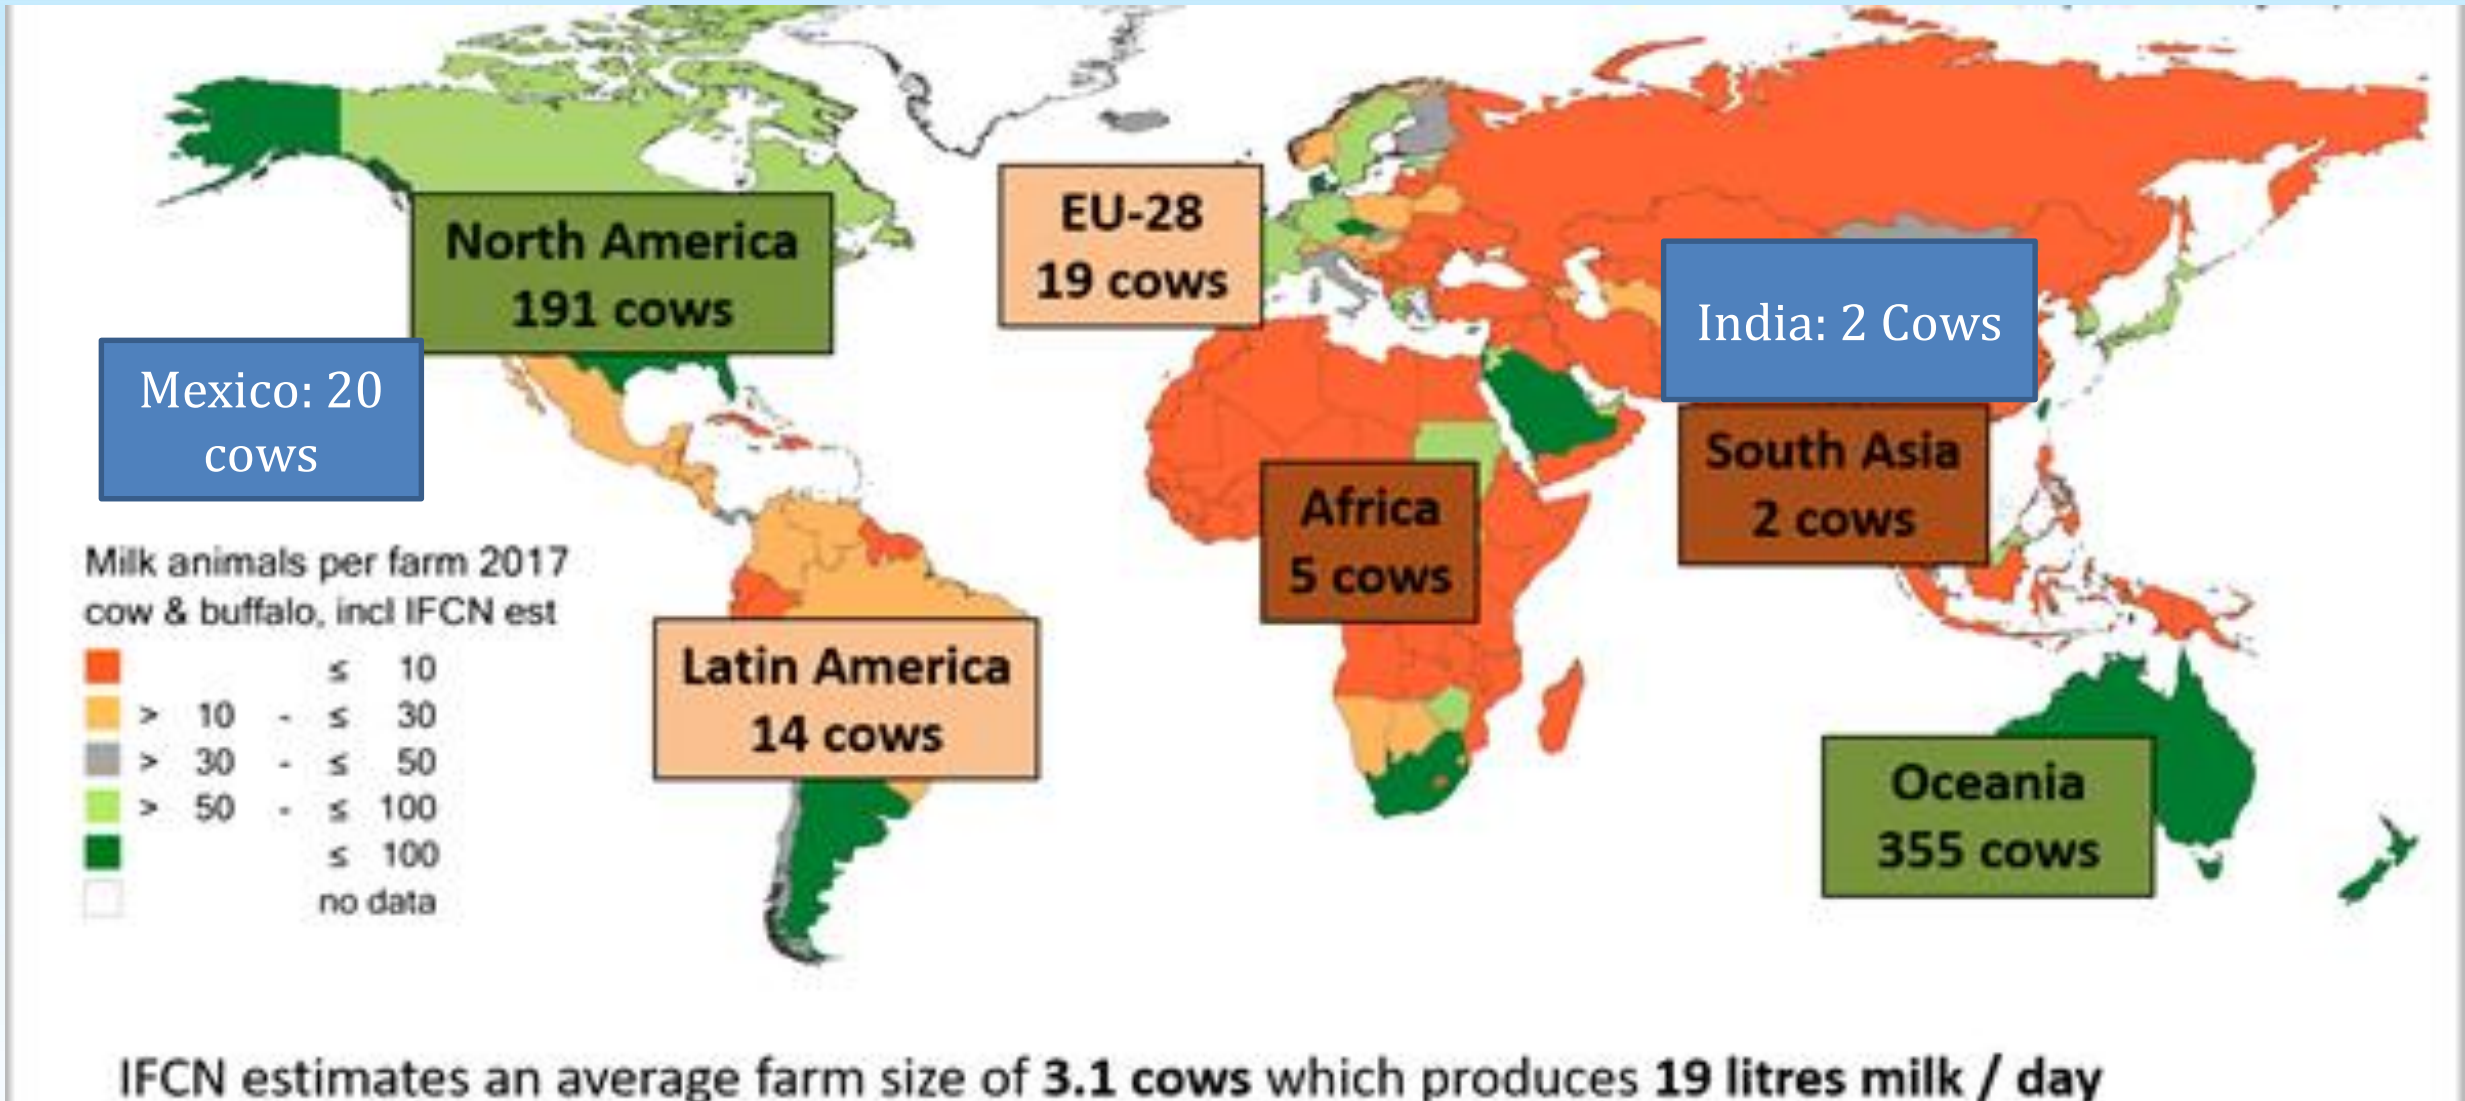 North America
191 cows
EU-28
19 cows
India: 2 Cows
Mexico: 20
cows
South Asia
2 cows
Africa
5 cows
Milk animals per farm 2017
cow & buffalo, incl IFCN est
≤ 10
> 10 - ≤ 30
> 30 - ≤ 50
> 50 - ≤ 100
≤ 100
no data
Latin America
14 cows
Oceania
355 cows
IFCN estimates an average farm size of 3.1 cows which produces 19 litres milk / day